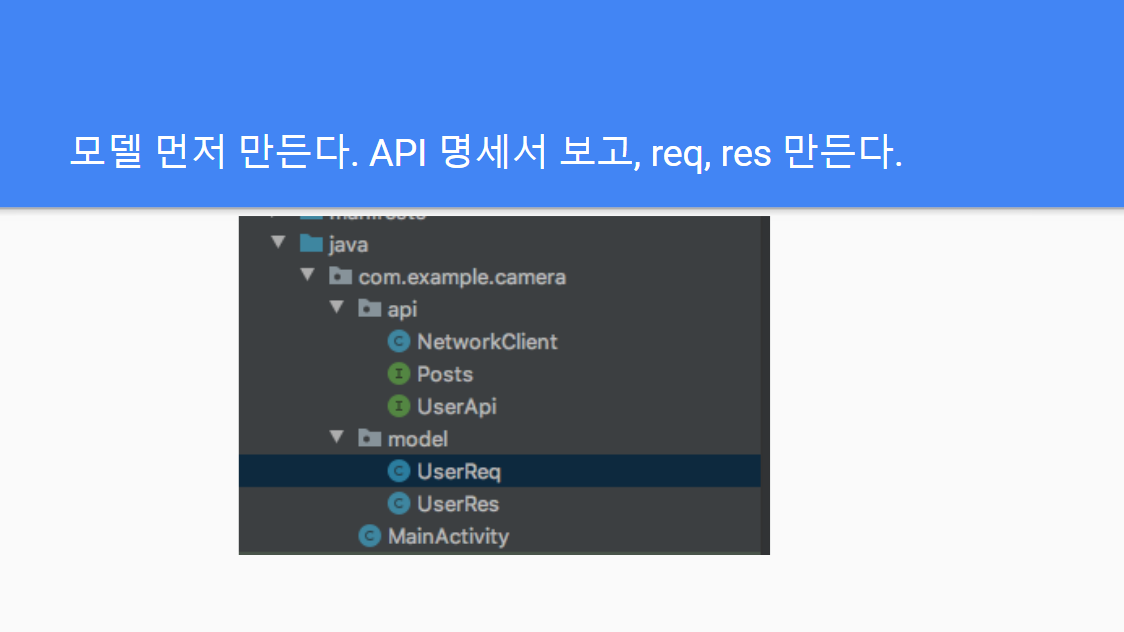 모델 먼저 만든다. API 명세서 보고, req, res 만든다.
manifests
java
com.example.camera
api
C NetworkClient
I Posts
I UserApi
model
C UserReq
C UserRes
C MainActivity